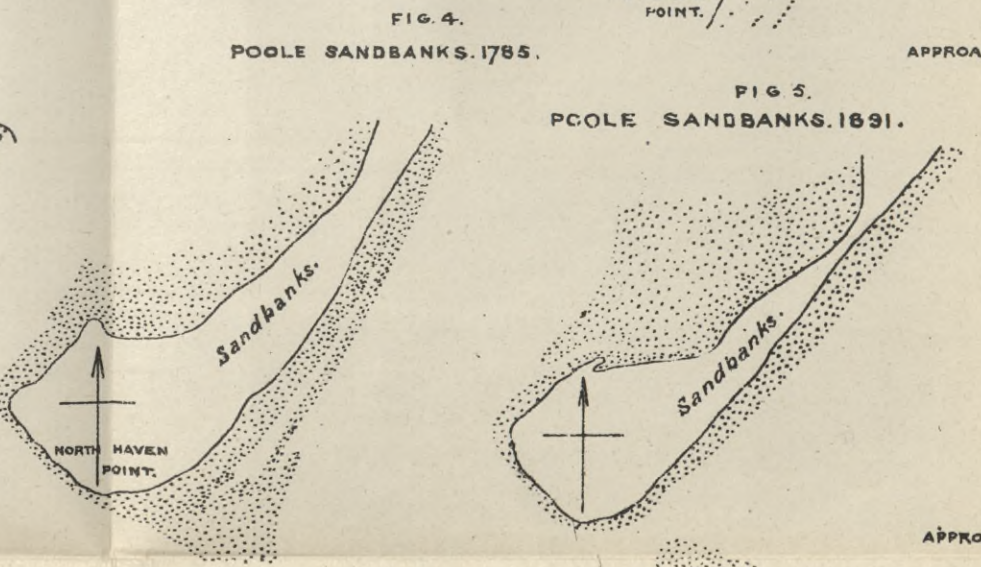 FIG. 4.
POOLE SANDBANKS. 1785.
POINT.
APPROA
FIG 5.
POOLE SANDBANKS. 1891.
Sandbanks.
NORTH HAVEN
POINT.
Sandbanks.
APPRO